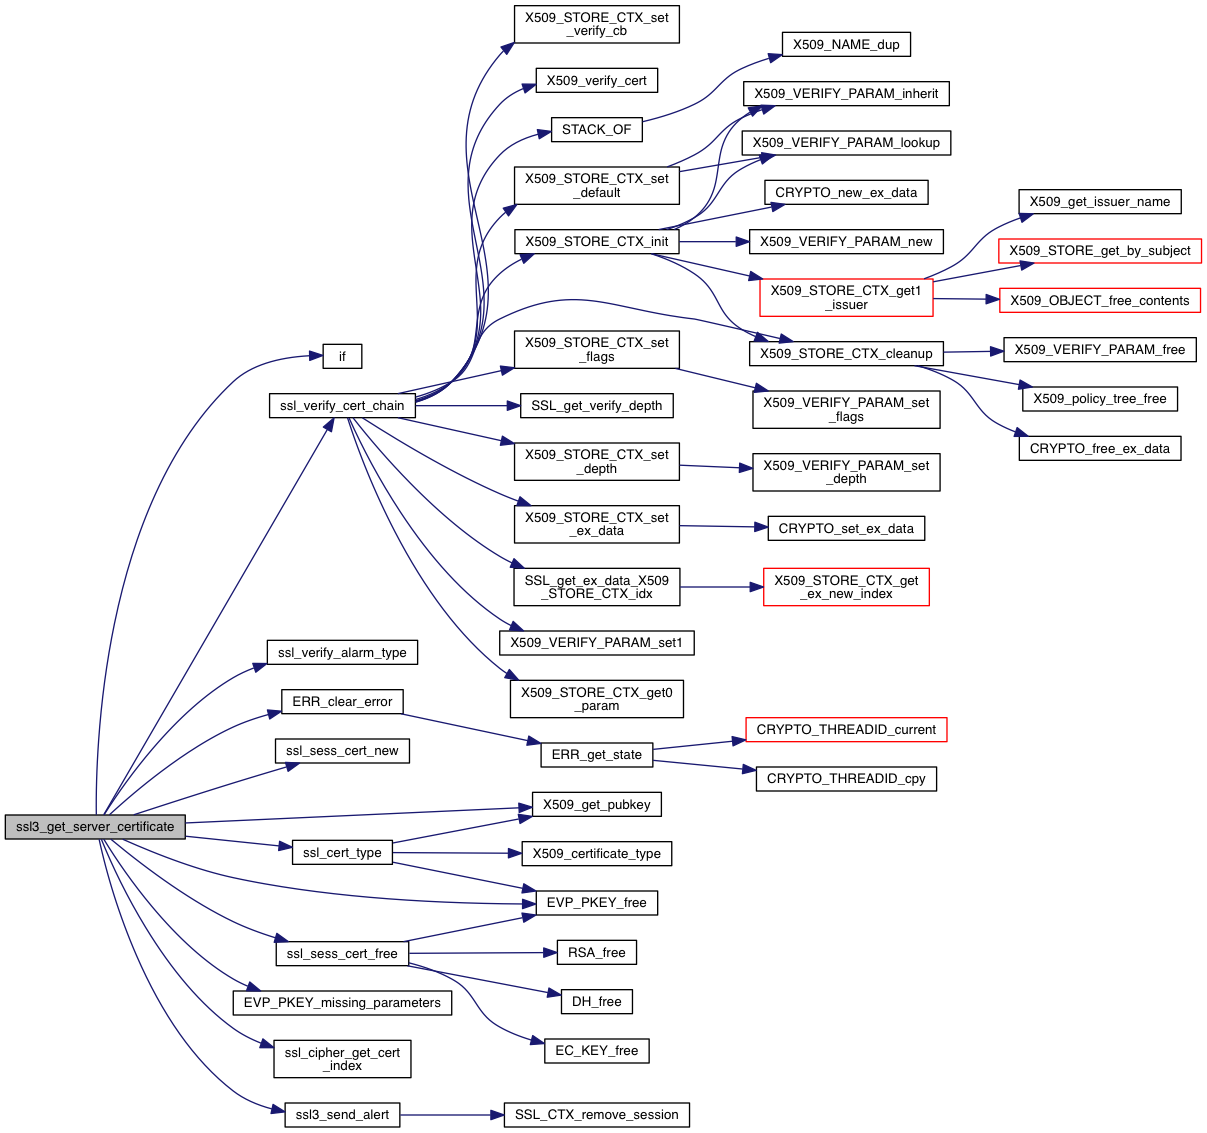 X509_STORE_CTX_set
_verify_cb
X509_NAME_dup
X509_verify_cert
X509_VERIFY_PARAM_inherit
STACK_OF
X509_VERIFY_PARAM_lookup
X509_STORE_CTX_set
_default
CRYPTO_new_ex_data
X509_get_issuer_name
X509_STORE_CTX_init
X509_VERIFY_PARAM_new
X509_STORE_get_by_subject
X509_STORE_CTX_get1
_issuer
X509_OBJECT_free_contents
if
X509_STORE_CTX_set
_flags
X509_STORE_CTX_cleanup
X509_VERIFY_PARAM_free
ssl_verify_cert_chain
SSL_get_verify_depth
X509_VERIFY_PARAM_set
_flags
X509_policy_tree_free
X509_STORE_CTX_set
_depth
X509_VERIFY_PARAM_set
_depth
CRYPTO_free_ex_data
X509_STORE_CTX_set
_ex_data
CRYPTO_set_ex_data
SSL_get_ex_data_X509
_STORE_CTX_idx
X509_STORE_CTX_get
_ex_new_index
ssl_verify_alarm_type
X509_VERIFY_PARAM_set1
ERR_clear_error
X509_STORE_CTX_get0
_param
ssl_sess_cert_new
ERR_get_state
CRYPTO_THREADID_current
CRYPTO_THREADID_cpy
ssl3_get_server_certificate
X509_get_pubkey
ssl_cert_type
X509_certificate_type
EVP_PKEY_free
ssl_sess_cert_free
RSA_free
EVP_PKEY_missing_parameters
DH_free
ssl_cipher_get_cert
_index
EC_KEY_free
ssl3_send_alert
SSL_CTX_remove_session